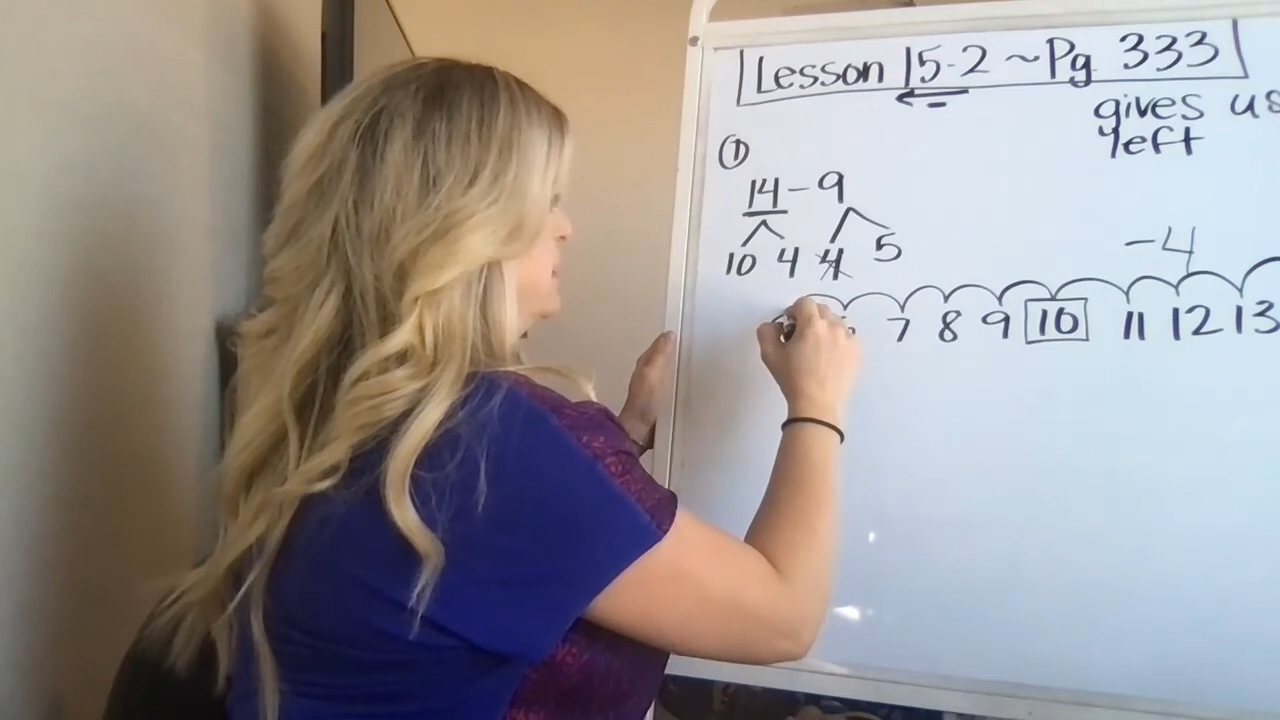 Lesson 15-2 ~ Pg 333
gives us
left
①
14 - 9
10 4 4 5
-4
7 8 9 10 11 12 13